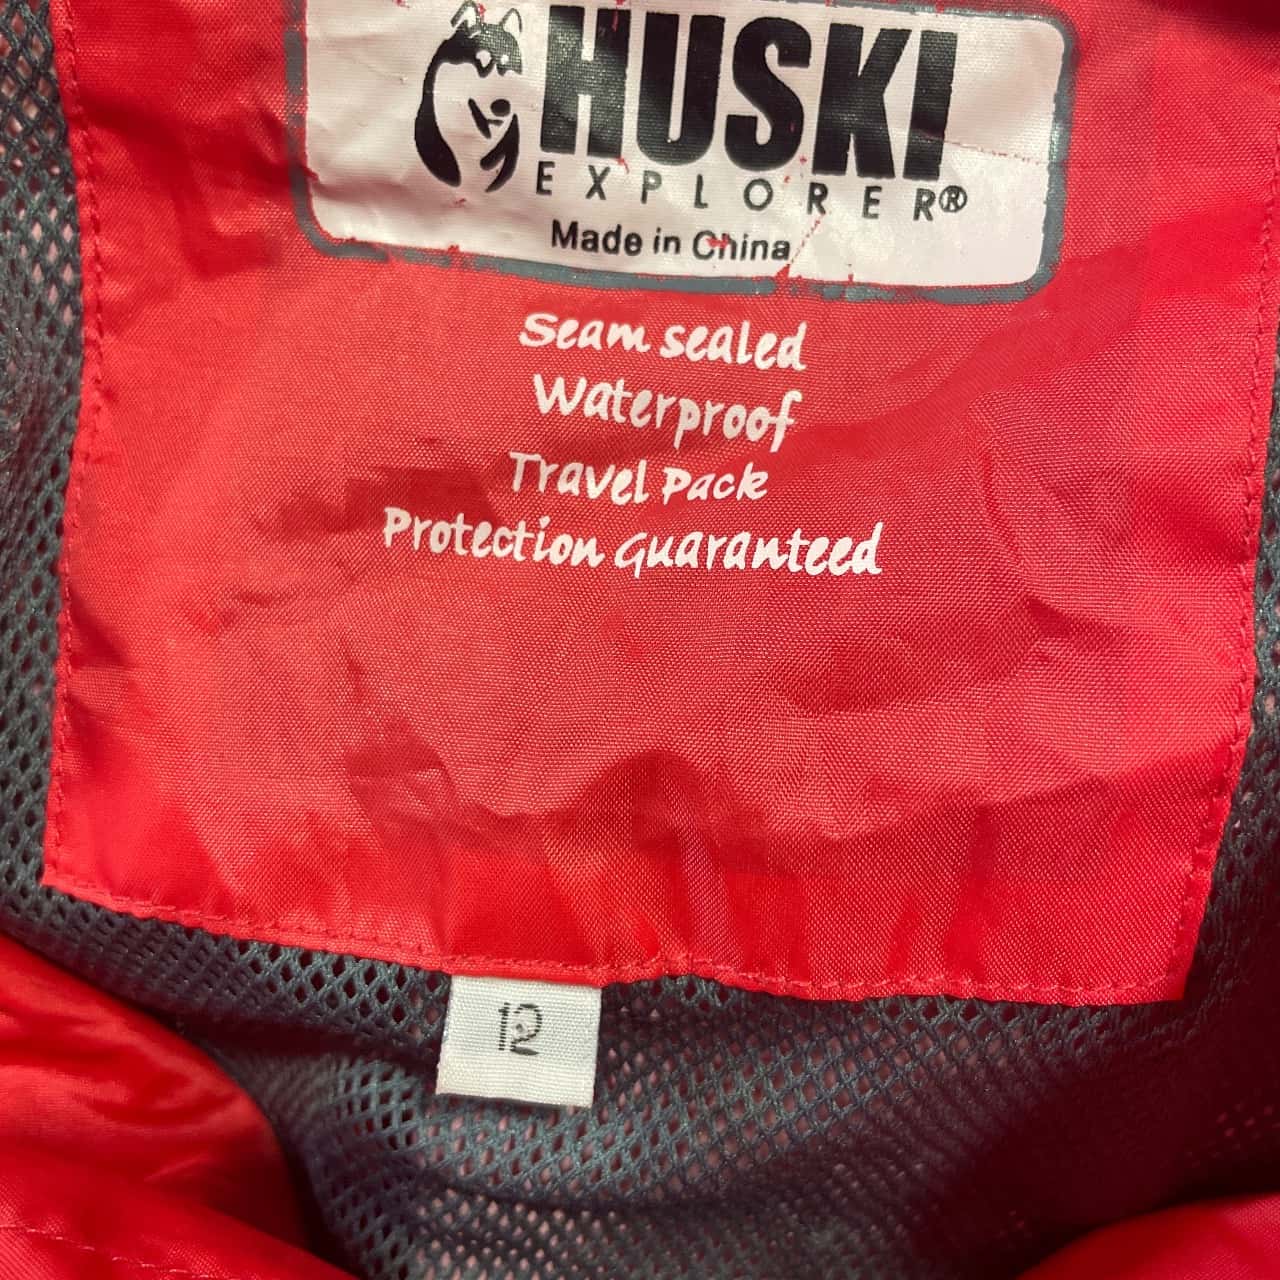 HUSKI
EXPLORER®
Made in China
Seam sealed
Waterproof
Travel Pack
Protection Guaranteed
12